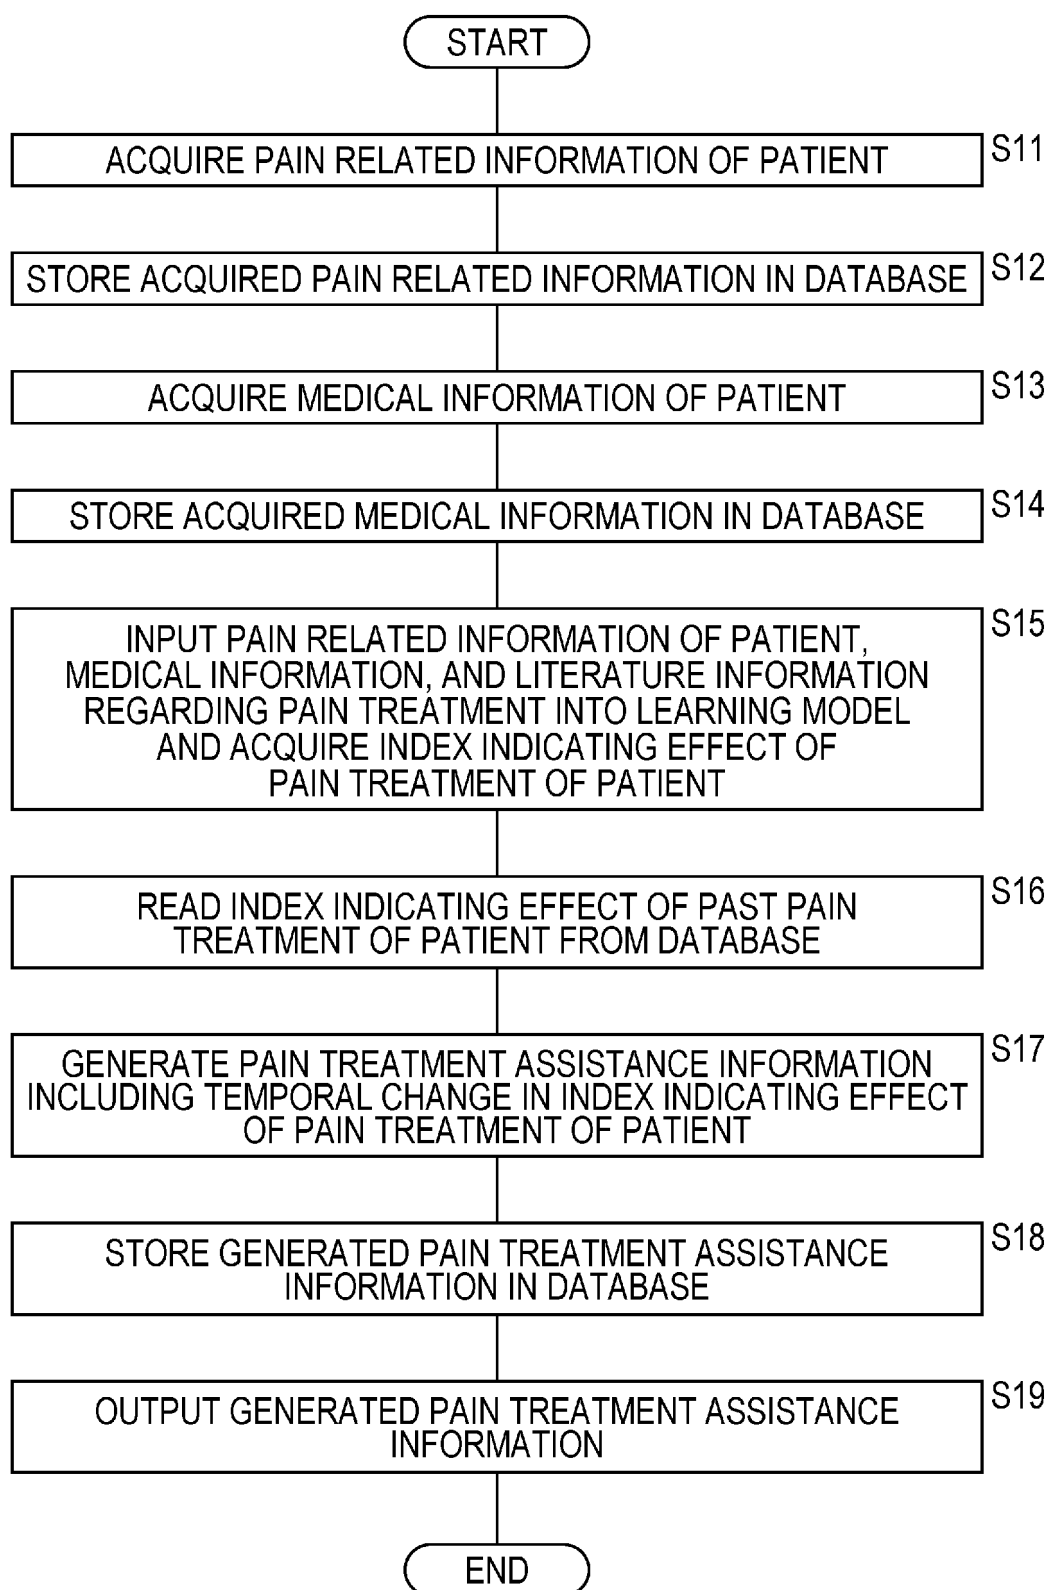 START
ACQUIRE PAIN RELATED INFORMATION OF PATIENT
S11
STORE ACQUIRED PAIN RELATED INFORMATION IN DATABASE
S12
ACQUIRE MEDICAL INFORMATION OF PATIENT
S13
STORE ACQUIRED MEDICAL INFORMATION IN DATABASE
S14
INPUT PAIN RELATED INFORMATION OF PATIENT,
MEDICAL INFORMATION, AND LITERATURE INFORMATION
REGARDING PAIN TREATMENT INTO LEARNING MODEL
AND ACQUIRE INDEX INDICATING EFFECT OF
PAIN TREATMENT OF PATIENT
S15
READ INDEX INDICATING EFFECT OF PAST PAIN
TREATMENT OF PATIENT FROM DATABASE
S16
GENERATE PAIN TREATMENT ASSISTANCE INFORMATION
INCLUDING TEMPORAL CHANGE IN INDEX INDICATING EFFECT
OF PAIN TREATMENT OF PATIENT
S17
STORE GENERATED PAIN TREATMENT ASSISTANCE
INFORMATION IN DATABASE
S18
OUTPUT GENERATED PAIN TREATMENT ASSISTANCE
INFORMATION
S19
END